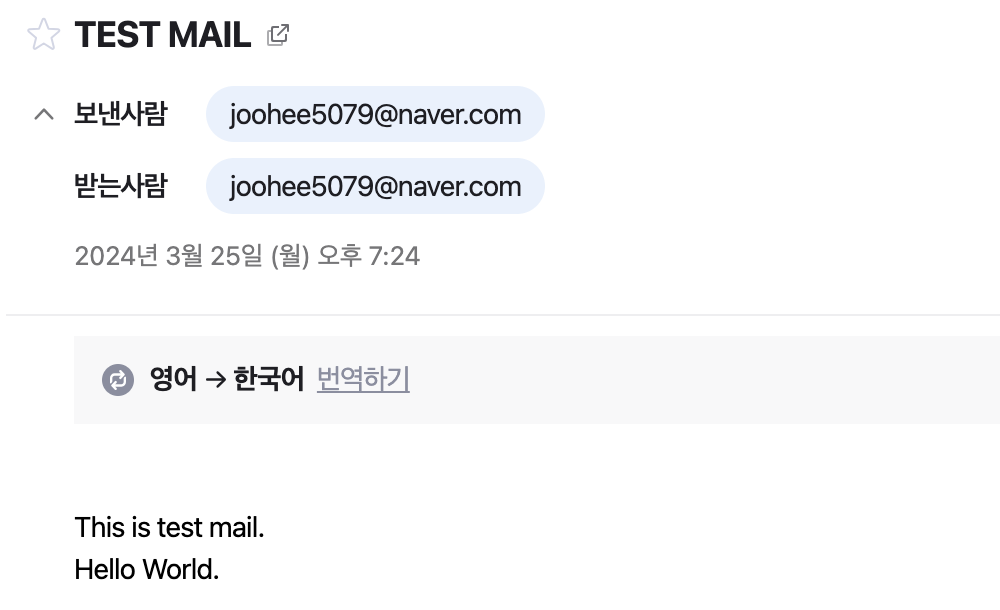 TEST MAIL
보낸사람 joohee5079@naver.com
받는사람 joohee5079@naver.com
2024년 3월 25일 (월) 오후 7:24
영어 → 한국어 번역하기
This is test mail.
Hello World.